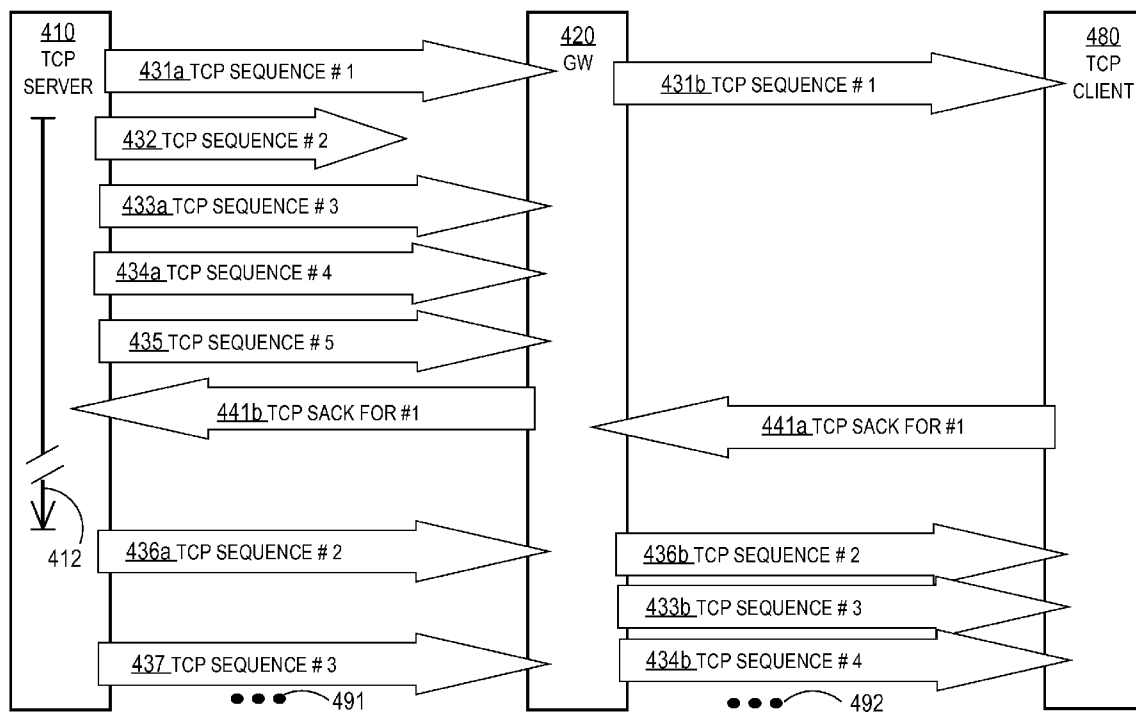 410
TCP
SERVER
420
GW
480
TCP
CLIENT
431a TCP SEQUENCE # 1
431b TCP SEQUENCE # 1
432 TCP SEQUENCE # 2
433a TCP SEQUENCE # 3
434a TCP SEQUENCE # 4
435 TCP SEQUENCE # 5
441b TCP SACK FOR #1
441a TCP SACK FOR #1
412
436a TCP SEQUENCE # 2
436b TCP SEQUENCE # 2
433b TCP SEQUENCE # 3
437 TCP SEQUENCE # 3
434b TCP SEQUENCE # 4
491
492